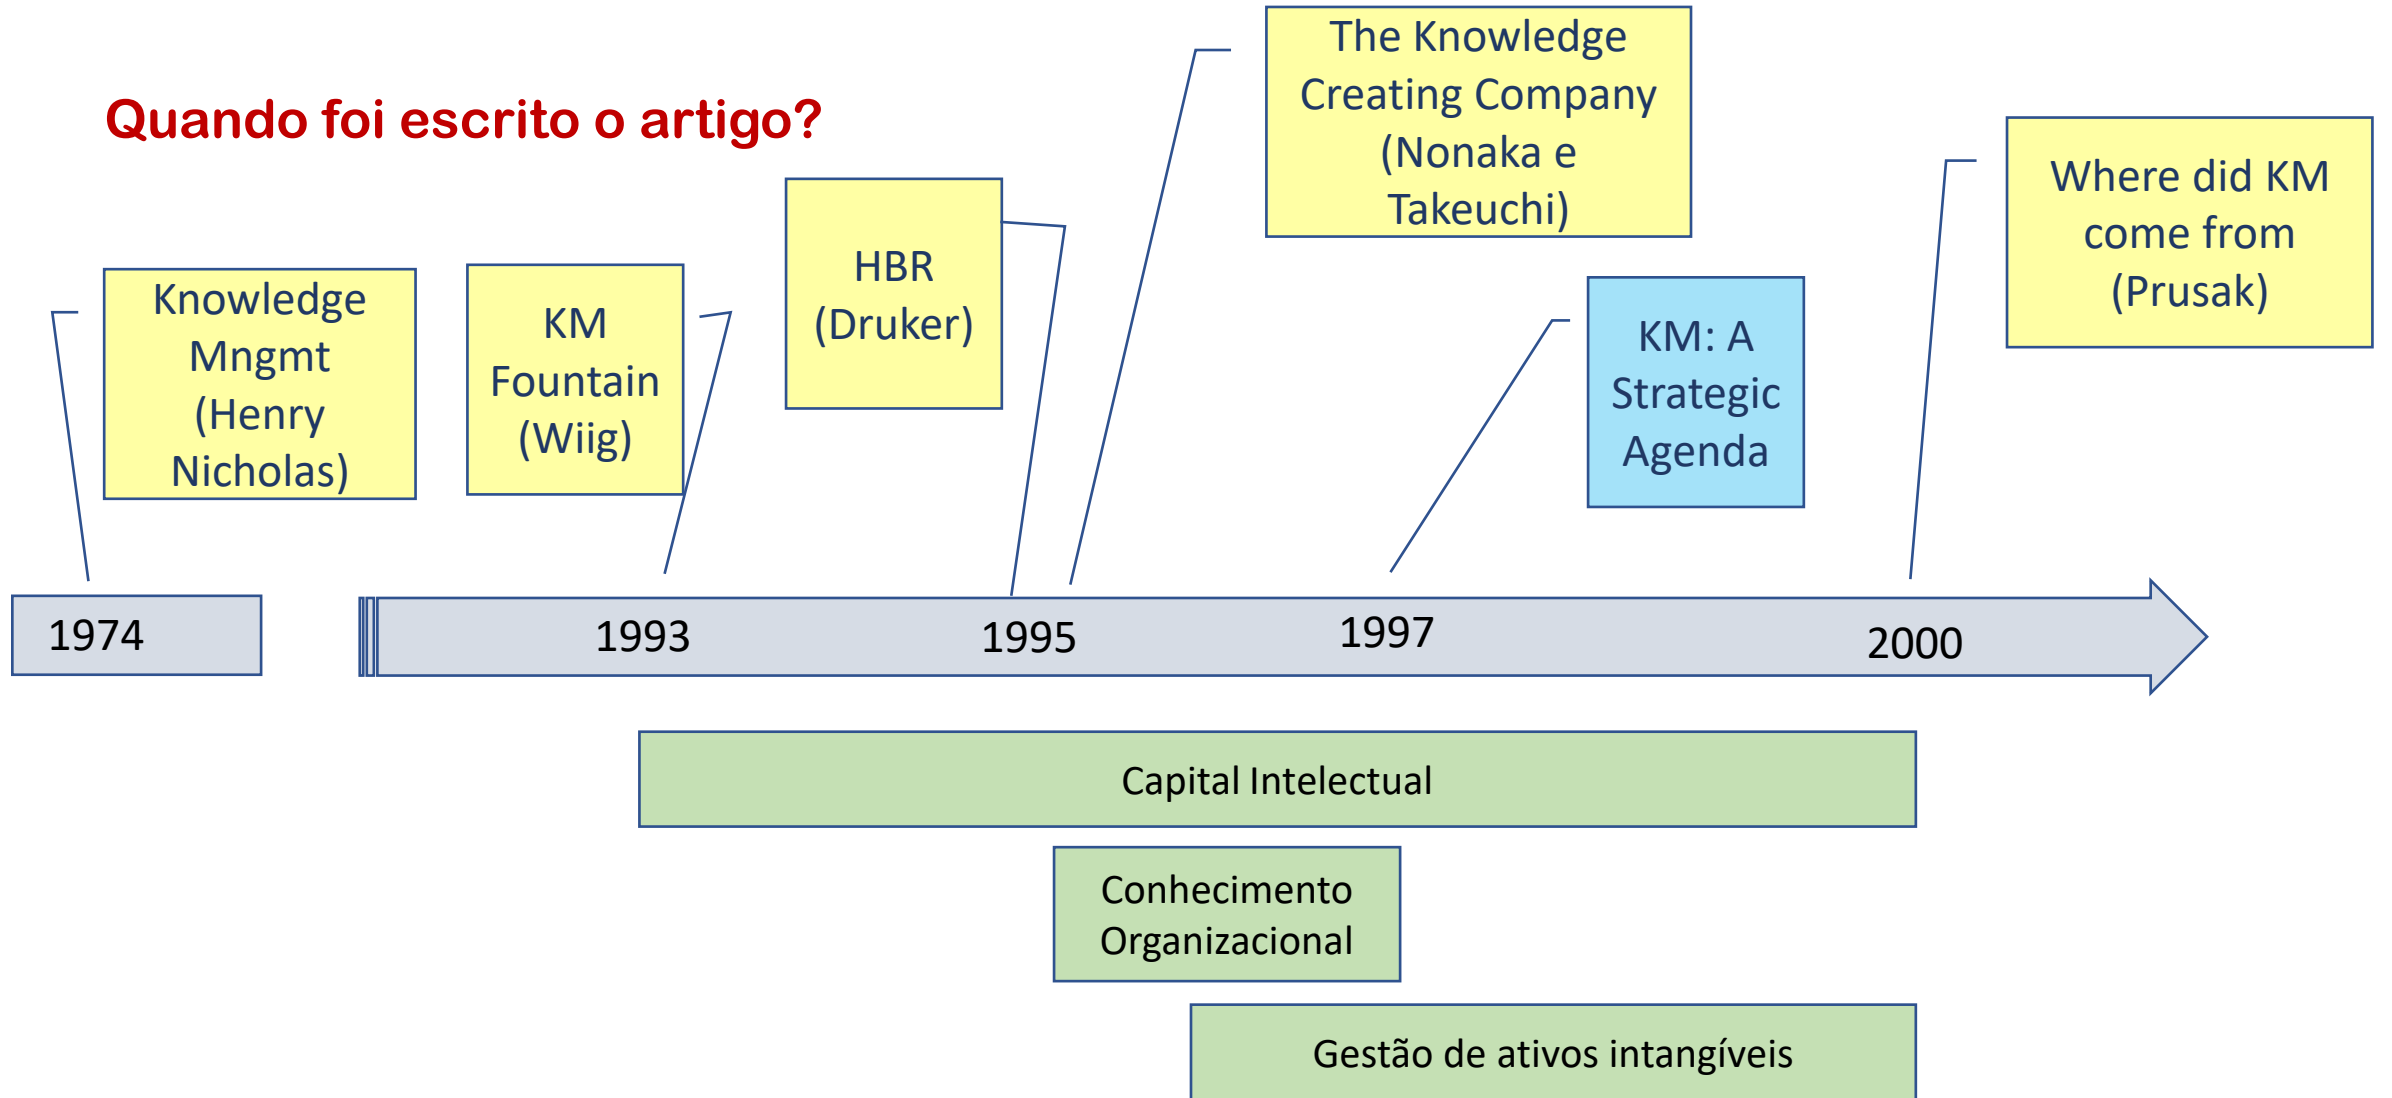 Quando foi escrito o artigo?
Knowledge
Mngmt
(Henry
Nicholas)
KM
Fountain
(Wiig)
HBR
(Druker)
The Knowledge
Creating Company
(Nonaka e
Takeuchi)
KM: A
Strategic
Agenda
Where did KM
come from
(Prusak)
1974
1993
1995
1997
2000
Capital Intelectual
Conhecimento
Organizacional
Gestão de ativos intangíveis